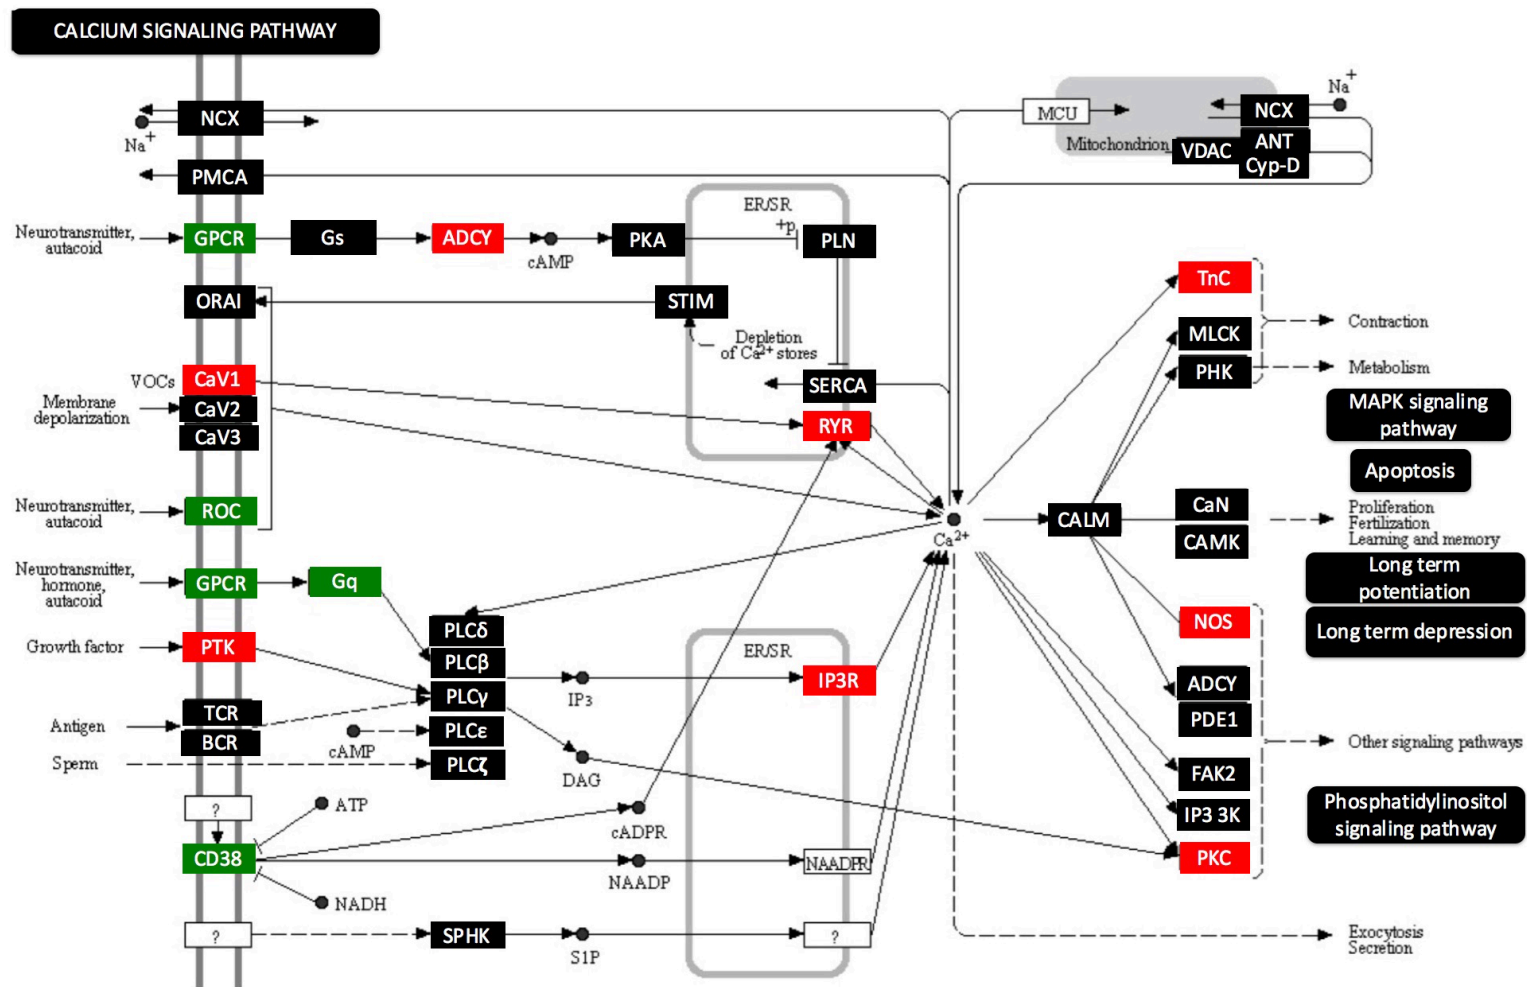 CALCIUM SIGNALING PATHWAY
NCX
Na+
PMCA
MCU
Mitochondrion
NCX
Na+
VDAC
ANT
Cyp-D
Neurotransmitter,
autacoid
GPCR
Gs
ADCY
cAMP
PKA
ER/SR
+p
PLN
ORAI
STIM
Depletion
of Ca2+ stores
SERCA
VOCs
CaV1
Membrane
depolarization
CaV2
CaV3
RYR
Neurotransmitter,
autacoid
ROC
Neurotransmitter,
hormone,
autacoid
GPCR
Gq
Growth factor
PTK
PLCδ
PLCβ
PLCγ
PLCε
PLCζ
IP3
ER/SR
IP3R
Antigen
TCR
BCR
cAMP
Sperm
DAG
?
ATP
cADPR
CD38
NAADP
NAADPR
NADH
?
SPHK
S1P
?
Ca2+
CALM
TnC
MLCK
PHK
Contraction
Metabolism
MAPK signaling
pathway
Apoptosis
CaN
CAMK
Proliferation
Fertilization
Learning and memory
Long term
potentiation
Long term depression
NOS
ADCY
PDE1
FAK2
IP3 3K
PKC
Other signaling pathways
Phosphatidylinositol
signaling pathway
Exocytosis
Secretion